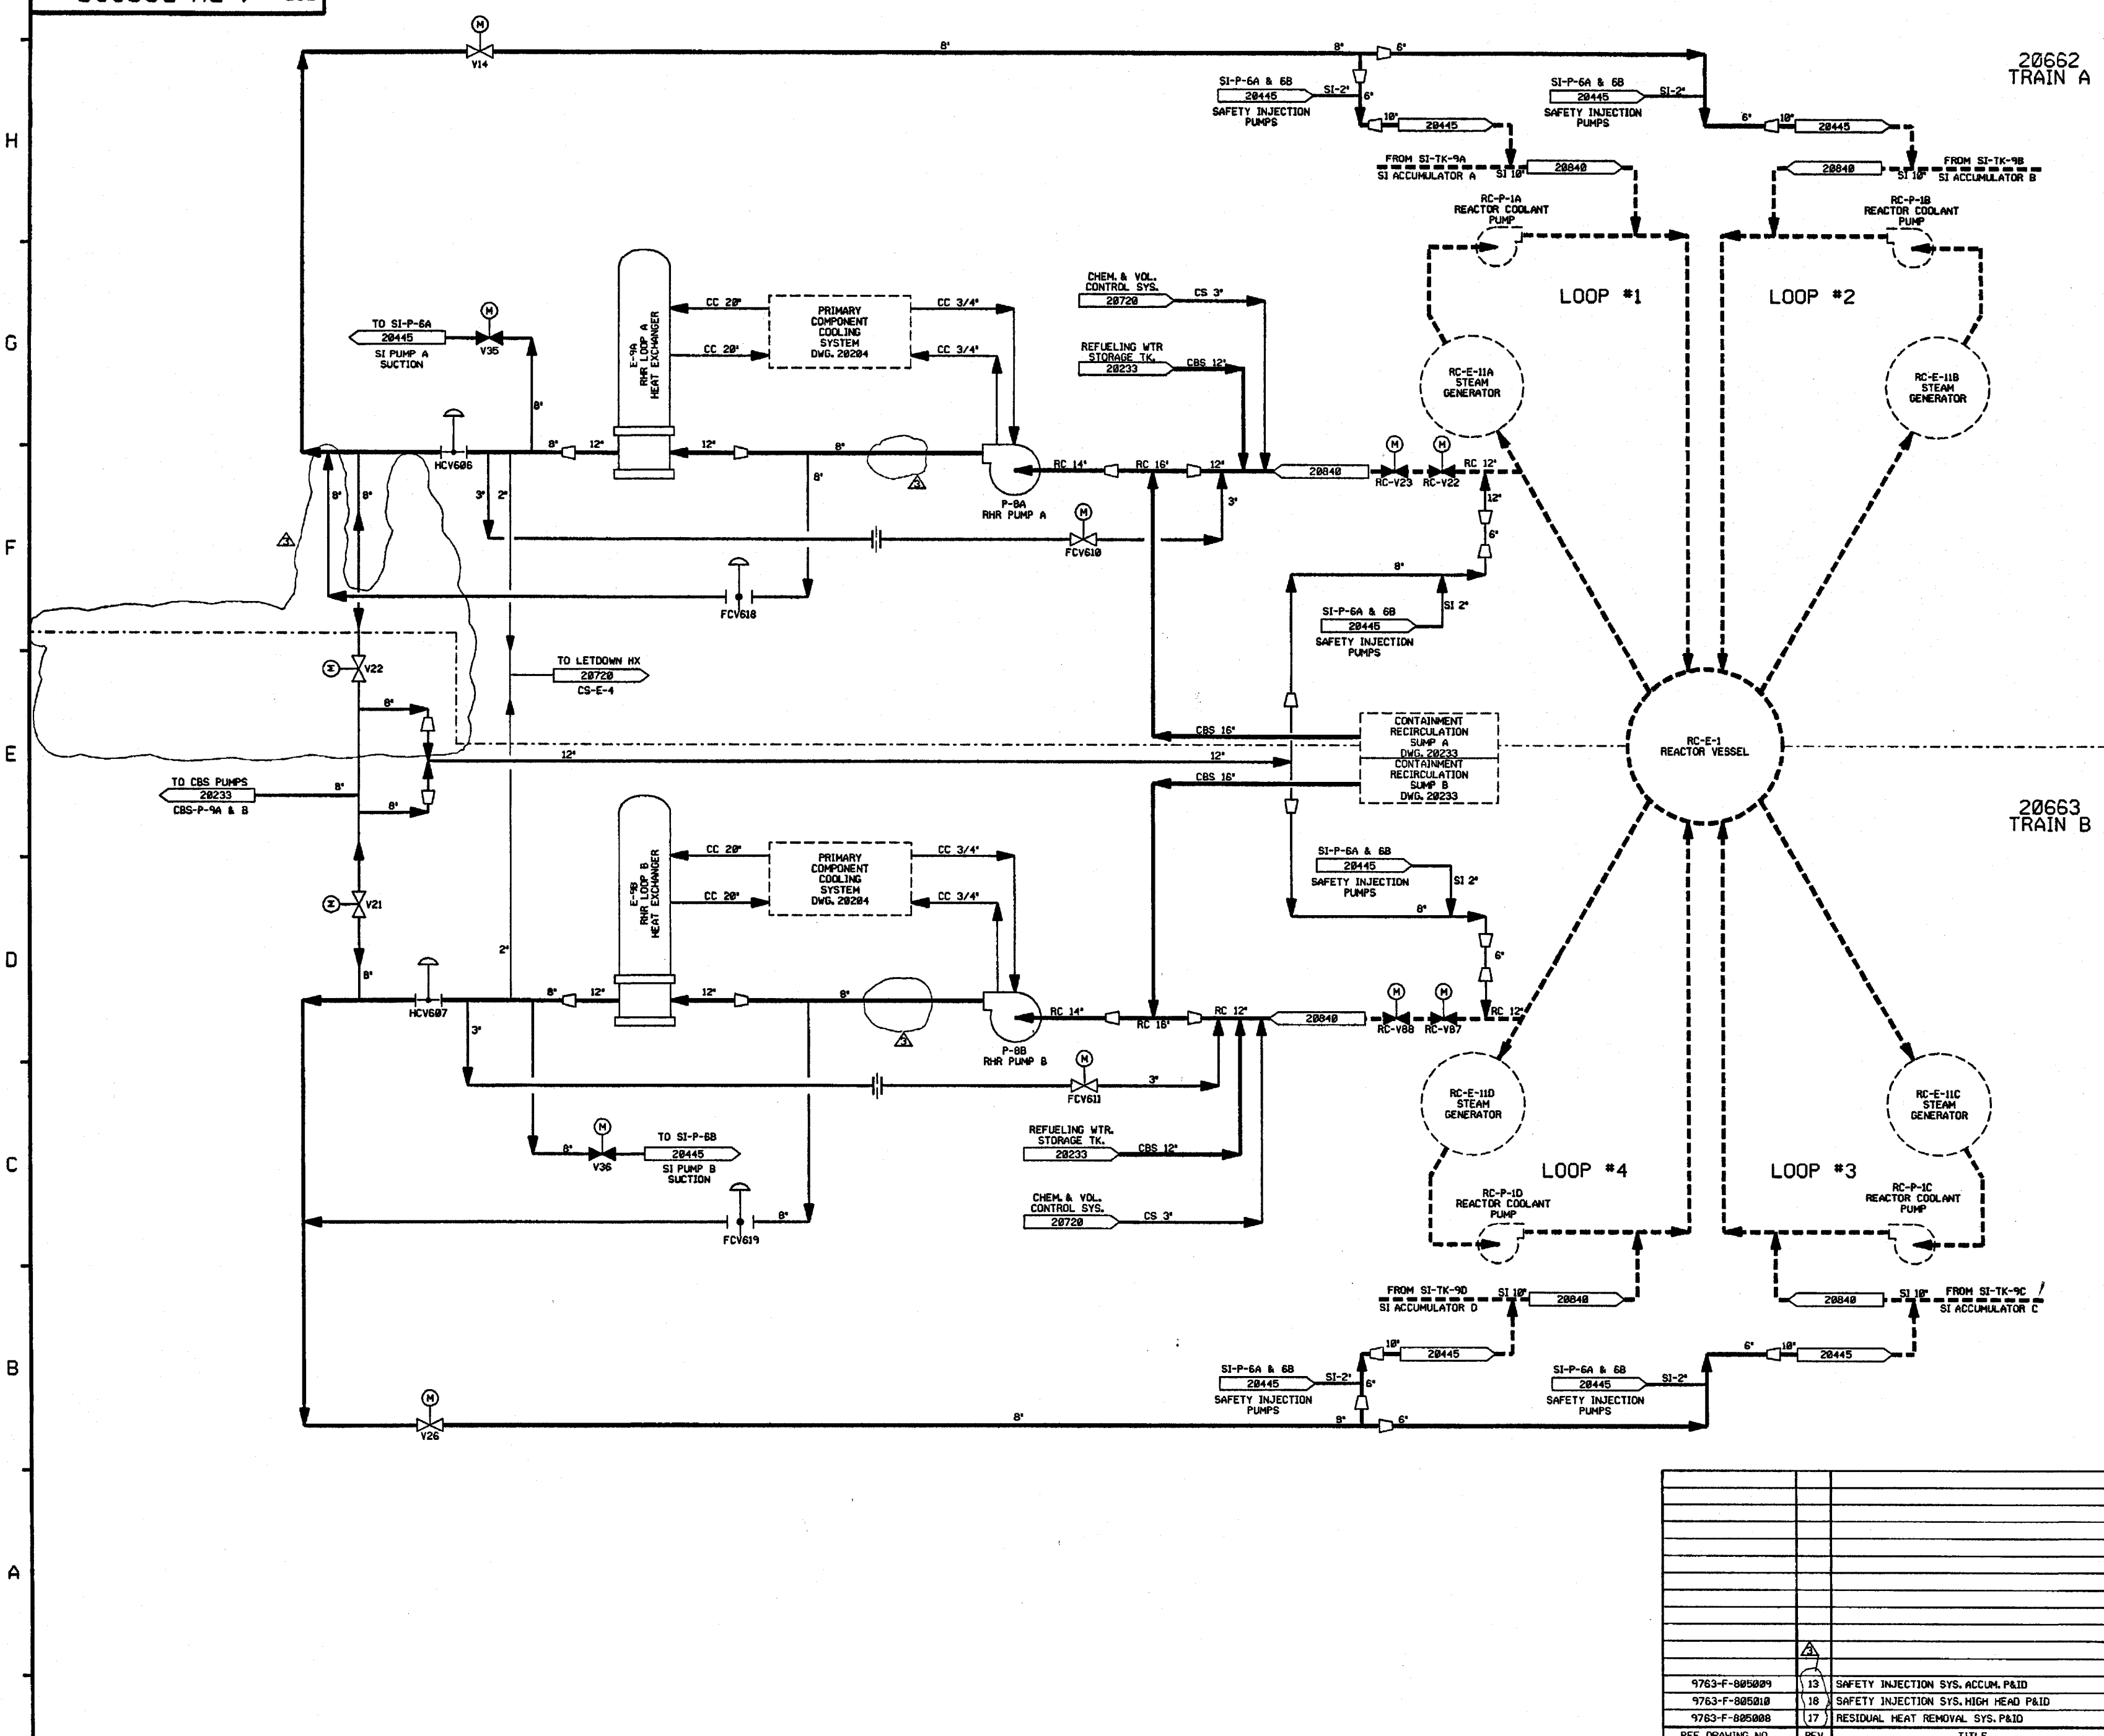 M
V14
8"
8"
6"
20662
TRAIN A
SI-P-6A & 6B
20445
SAFETY INJECTION
PUMPS
SI-2"
6"
10"
20445
SI-P-6A & 6B
20445
SAFETY INJECTION
PUMPS
SI-2"
6"
10"
20445
H
FROM SI-TK-9A
SI ACCUMULATOR A
SI 10"
20840
20840
SI 10"
FROM SI-TK-9B
SI ACCUMULATOR B
RC-P-1A
REACTOR COOLANT
PUMP
RC-P-1B
REACTOR COOLANT
PUMP
LOOP #1
LOOP #2
G
TO SI-P-6A
20445
SI PUMP A
SUCTION
M
V35
8"
E-9A
RHR LOOP A
HEAT EXCHANGER
CC 20"
CC 20"
PRIMARY
COMPONENT
COOLING
SYSTEM
DWG. 20204
CC 3/4"
CC 3/4"
CHEM. & VOL.
CONTROL SYS.
20720
CS 3"
REFUELING WTR
STORAGE TK.
20233
CBS 12"
RC-E-11A
STEAM
GENERATOR
RC-E-11B
STEAM
GENERATOR
HCV606
8"
12"
12"
8"
3
P-8A
RHR PUMP A
RC 14"
RC 16"
12"
20840
M
RC-V23
M
RC-V22
RC 12"
F
3
8"
8"
3"
2"
8"
3"
12"
6"
M
FCV610
FCV618
8"
SI-P-6A & 6B
20445
SAFETY INJECTION
PUMPS
SI 2"
M
V22
TO LETDOWN HX
20720
CS-E-4
E
8"
12"
12"
CBS 16"
CONTAINMENT
RECIRCULATION
SUMP A
DWG. 20233
CONTAINMENT
RECIRCULATION
SUMP B
DWG. 20233
CBS 16"
RC-E-1
REACTOR VESSEL
TO CBS PUMPS
20233
CBS-P-9A & B
8"
8"
20663
TRAIN B
M
V21
8"
2"
E-9B
RHR LOOP B
HEAT EXCHANGER
CC 20"
CC 20"
PRIMARY
COMPONENT
COOLING
SYSTEM
DWG. 20204
CC 3/4"
CC 3/4"
SI-P-6A & 6B
20445
SAFETY INJECTION
PUMPS
SI 2"
8"
6"
D
HCV607
8"
12"
12"
8"
3
P-8B
RHR PUMP B
RC 14"
RC 16"
RC 12"
20840
M
RC-V88
M
RC-V87
RC 12"
3"
M
FCV611
3"
RC-E-11D
STEAM
GENERATOR
RC-E-11C
STEAM
GENERATOR
C
8"
M
V36
TO SI-P-6B
20445
SI PUMP B
SUCTION
REFUELING WTR.
STORAGE TK.
20233
CBS 12"
CHEM. & VOL.
CONTROL SYS.
20720
CS 3"
FCV619
8"
LOOP #4
LOOP #3
RC-P-1D
REACTOR COOLANT
PUMP
RC-P-1C
REACTOR COOLANT
PUMP
FROM SI-TK-9D
SI ACCUMULATOR D
SI 10"
20840
20840
SI 10"
FROM SI-TK-9C
SI ACCUMULATOR C
B
SI-P-6A & 6B
20445
SAFETY INJECTION
PUMPS
SI-2"
6"
10"
20445
SI-P-6A & 6B
20445
SAFETY INJECTION
PUMPS
SI-2"
6"
10"
20445
M
V26
8"
8"
6"
A
3
9763-F-805009 13 SAFETY INJECTION SYS. ACCUM. P&ID
9763-F-805010 18 SAFETY INJECTION SYS. HIGH HEAD P&ID
9763-F-805008 17 RESIDUAL HEAT REMOVAL SYS. P&ID
REF. DRAWING NO. REV. TITLE